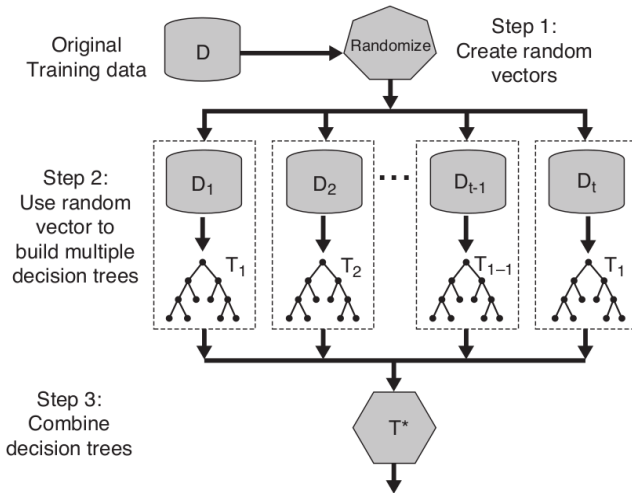 Original
Training data
D
Randomize
Step 1:
Create random
vectors
Step 2:
Use random
vector to
build multiple
decision trees
D1
D2
...
Dt-1
Dt
T1
T2
T1–1
T1
Step 3:
Combine
decision trees
T*